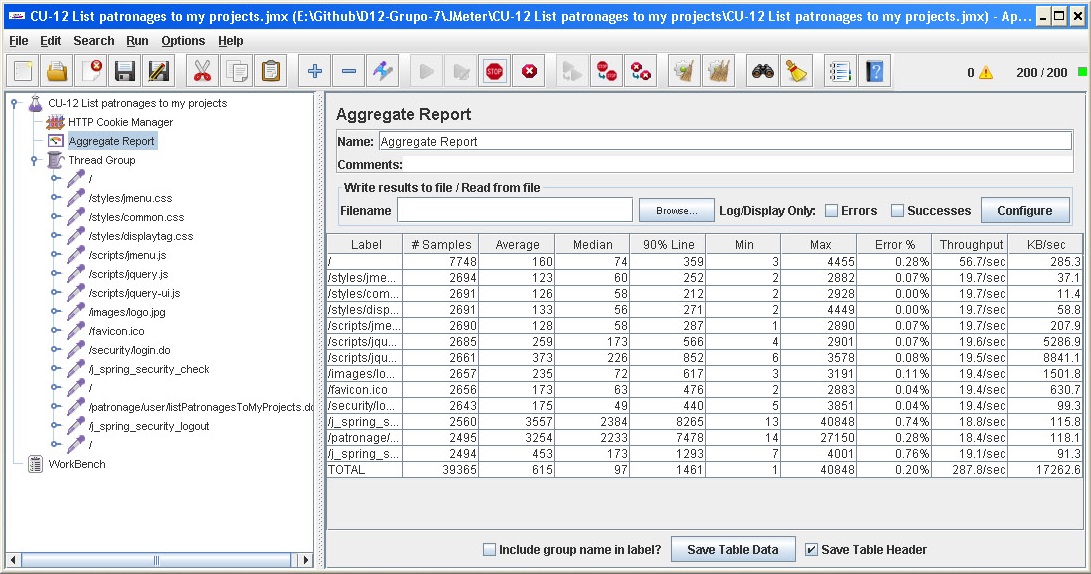 CU-12 List patronages to my projects.jmx (E:\Github\D12-Grupo-7\JMeter\CU-12 List patronages to my projects\CU-12 List patronages to my projects.jmx) - Ap...
File Edit Search Run Options Help
STOP 0 200 / 200
CU-12 List patronages to my projects
HTTP Cookie Manager
Aggregate Report
Thread Group
/
/styles/jmenu.css
/styles/common.css
/styles/displaytag.css
/scripts/jmenu.js
/scripts/jquery.js
/scripts/jquery-ui.js
/images/logo.jpg
/favicon.ico
/security/login.do
/j_spring_security_check
/
/patronage/user/listPatronagesToMyProjects.do
/j_spring_security_logout
/
WorkBench
Aggregate Report
Name: Aggregate Report
Comments:
Write results to file / Read from file
Filename Browse... Log/Display Only: Errors Successes Configure
Label # Samples Average Median 90% Line Min Max Error % Throughput KB/sec
/ 7748 160 74 359 3 4455 0.28% 56.7/sec 285.3
/styles/jme... 2694 123 60 252 2 2882 0.07% 19.7/sec 37.1
/styles/com... 2691 126 58 212 2 2928 0.00% 19.7/sec 11.4
/styles/disp... 2691 133 56 271 2 4449 0.00% 19.7/sec 58.8
/scripts/jme... 2690 128 58 287 1 2890 0.07% 19.7/sec 207.9
/scripts/jqu... 2685 259 173 566 4 2901 0.07% 19.6/sec 5286.9
/scripts/jqu... 2661 373 226 852 6 3578 0.08% 19.5/sec 8841.1
/images/lo... 2657 235 72 617 3 3191 0.11% 19.4/sec 1501.8
/favicon.ico 2656 173 63 476 2 2883 0.04% 19.4/sec 630.7
/security/lo... 2643 175 49 440 5 3851 0.04% 19.4/sec 99.3
/j_spring_s... 2560 3557 2384 8265 13 40848 0.74% 18.8/sec 115.8
/patronage/... 2495 3254 2233 7478 14 27150 0.28% 18.4/sec 118.1
/j_spring_s... 2494 453 173 1293 7 4001 0.76% 19.1/sec 91.3
TOTAL 39365 615 97 1461 1 40848 0.20% 287.8/sec 17262.6
Include group name in label? Save Table Data Save Table Header